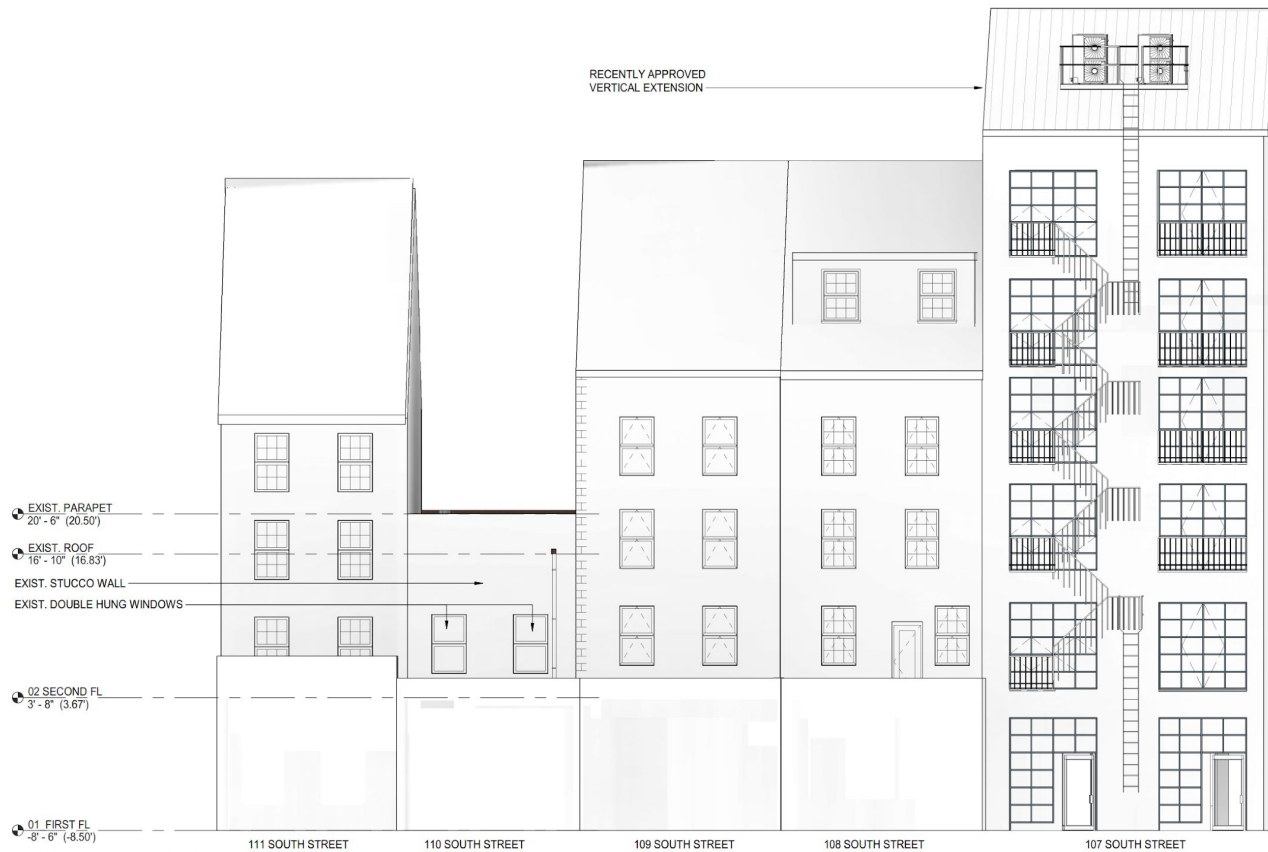 RECENTLY APPROVED
VERTICAL EXTENSION
EXIST. PARAPET
20' - 6" (20.50')
EXIST. ROOF
16' - 10" (16.83')
EXIST. STUCCO WALL
EXIST. DOUBLE HUNG WINDOWS
02 SECOND FL
3' - 8" (3.67')
01 FIRST FL
-8' - 6" (-8.50')
111 SOUTH STREET
110 SOUTH STREET
109 SOUTH STREET
108 SOUTH STREET
107 SOUTH STREET